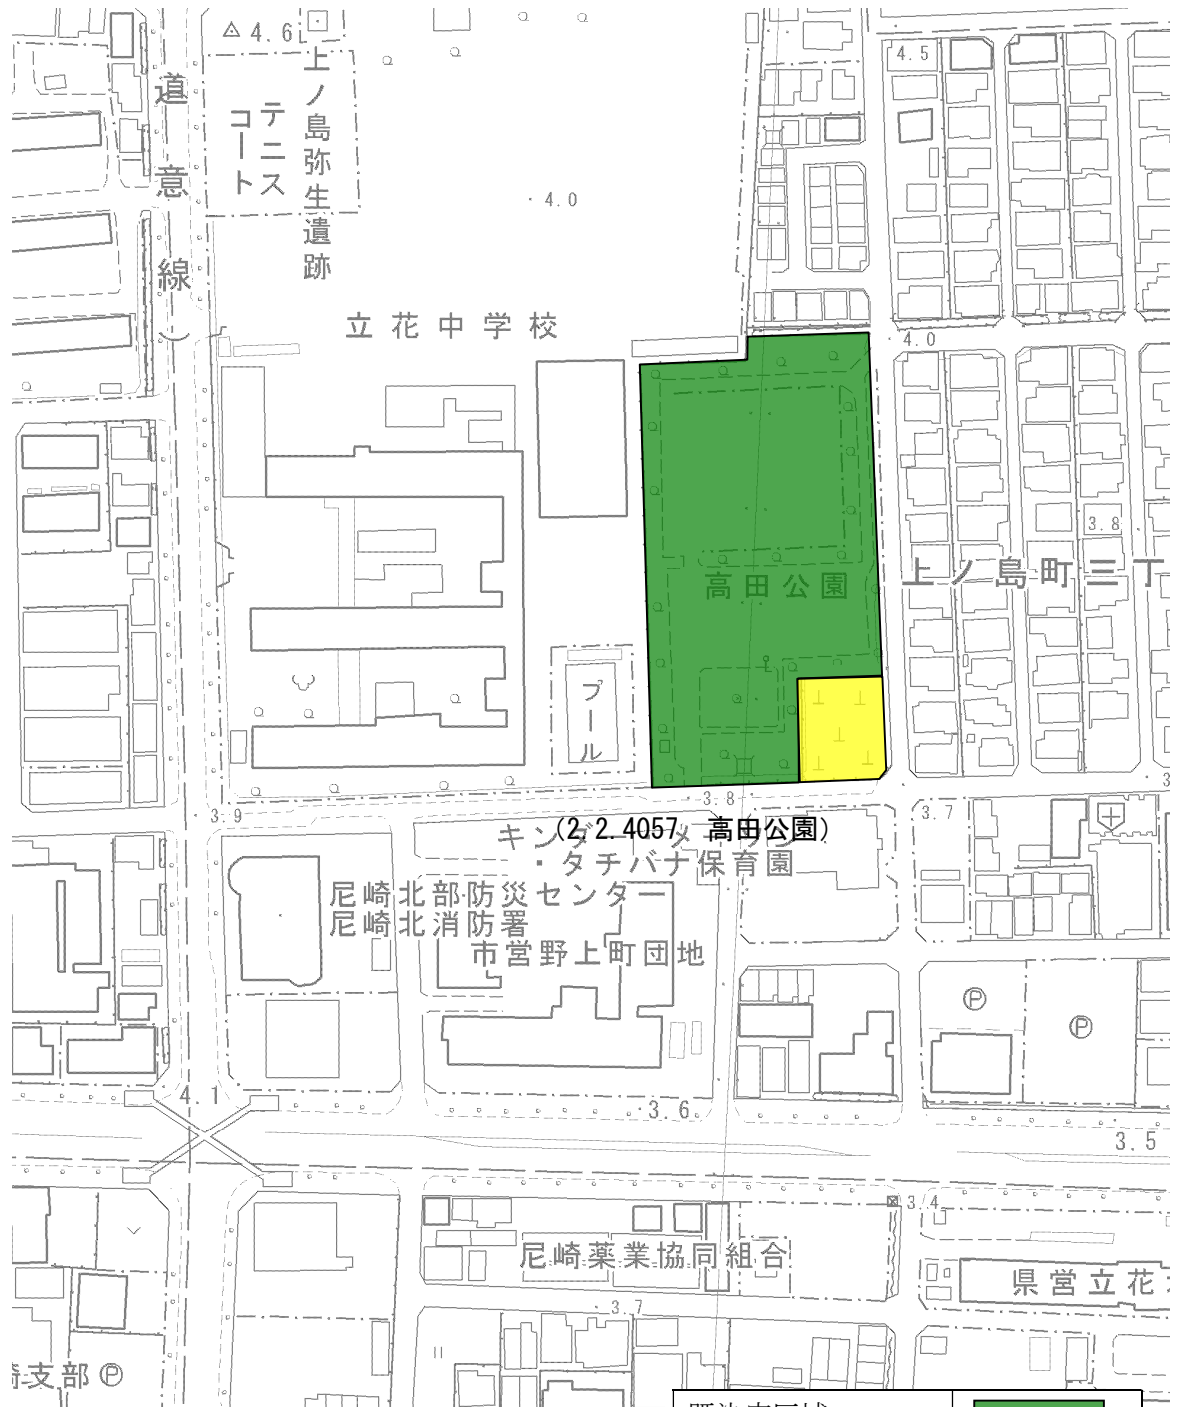 4.6
上ノ島弥生遺跡
テニス
コート
道意線）
4.5
4.0
立花中学校
4.0
3.8
高田公園
上ノ島町三丁
プール
3.9
3.8
3.7
(2.2.4057 高田公園)
・タチバナ保育園
尼崎北部防災センター
尼崎北消防署
市営野上町団地
P
P
4.1
3.6
3.5
3.4
尼崎薬業協同組合
県営立花
3.7
支部 P